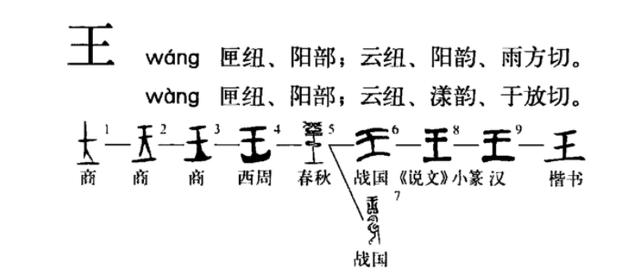 王 wáng 匣纽、阳部；云纽、阳韵、雨方切。
wàng 匣纽、阳部；云纽、漾韵、于放切。
1 2 3 4 5 6 8 9
商 商 商 西周 春秋 战国 《说文》小篆 汉 楷书
7
战国